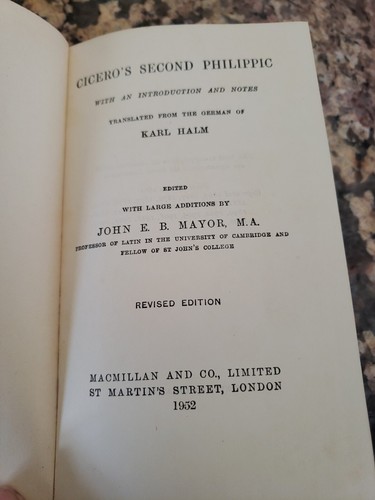 CICERO'S SECOND PHILIPPIC
WITH AN INTRODUCTION AND NOTES
TRANSLATED FROM THE GERMAN OF
KARL HALM
EDITED
WITH LARGE ADDITIONS BY
JOHN E. B. MAYOR, M.A.
PROFESSOR OF LATIN IN THE UNIVERSITY OF CAMBRIDGE AND
FELLOW OF ST JOHN'S COLLEGE
REVISED EDITION
MACMILLAN AND CO., LIMITED
ST MARTIN'S STREET, LONDON
1952